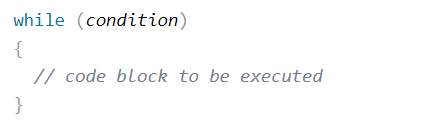 while (condition)
{
  // code block to be executed
}